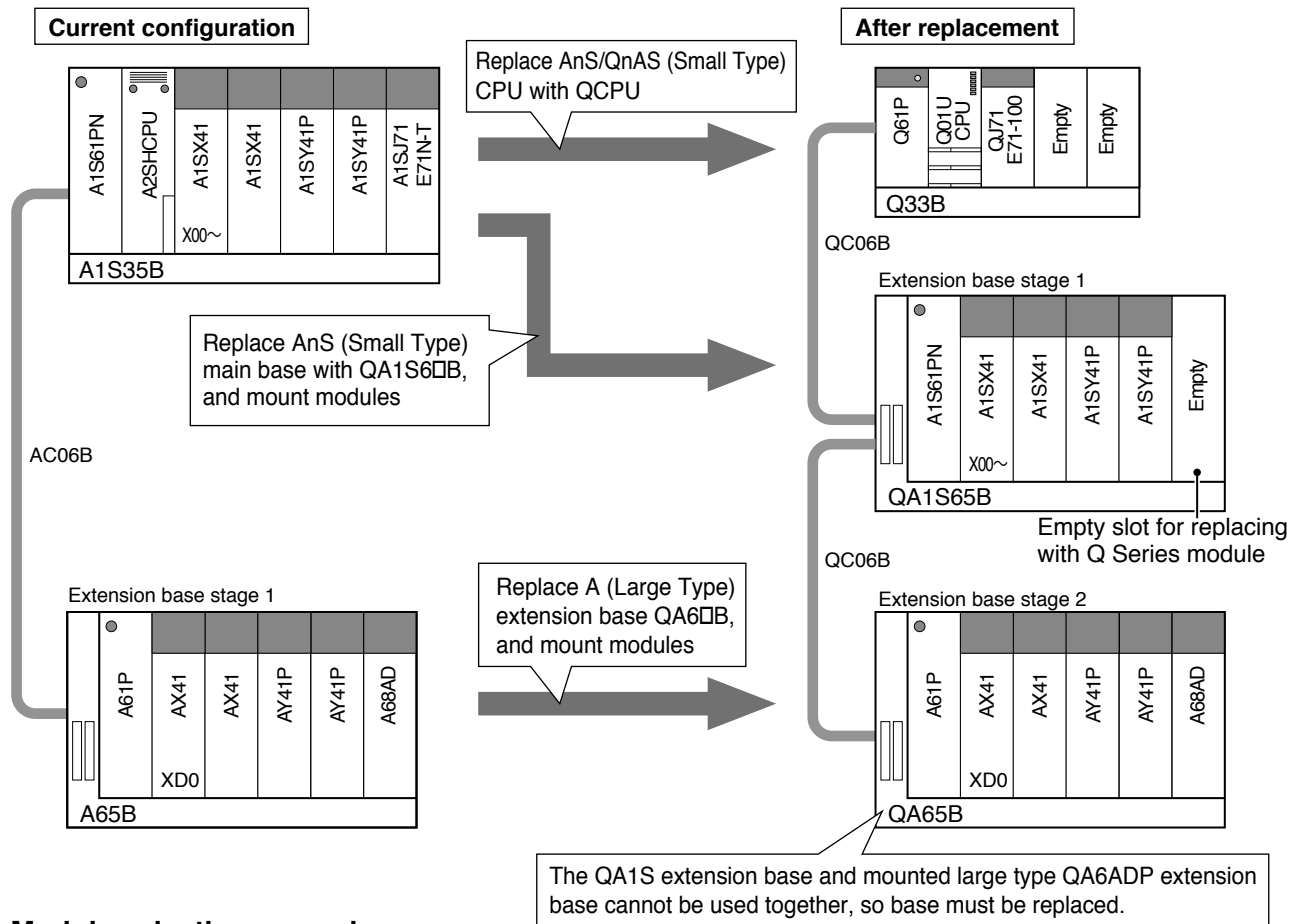 Current configuration
After replacement
Replace AnS/QnAS (Small Type)
CPU with QCPU
A1S61PN
A2SHCPU
A1SX41
A1SX41
A1SY41P
A1SY41P
A1SJ71
E71N-T
X00~
A1S35B
Q61P
Q01U
CPU
QJ71
E71-100
Empty
Empty
Q33B
QC06B
Extension base stage 1
Replace AnS (Small Type)
main base with QA1S6□B,
and mount modules
A1S61PN
A1SX41
A1SX41
A1SY41P
A1SY41P
Empty
X00~
QA1S65B
Empty slot for replacing
with Q Series module
AC06B
QC06B
Extension base stage 1
Replace A (Large Type)
extension base QA6□B,
and mount modules
Extension base stage 2
A61P
AX41
AX41
AY41P
AY41P
A68AD
XD0
A65B
A61P
AX41
AX41
AY41P
AY41P
A68AD
XD0
QA65B
The QA1S extension base and mounted large type QA6ADP extension
base cannot be used together, so base must be replaced.